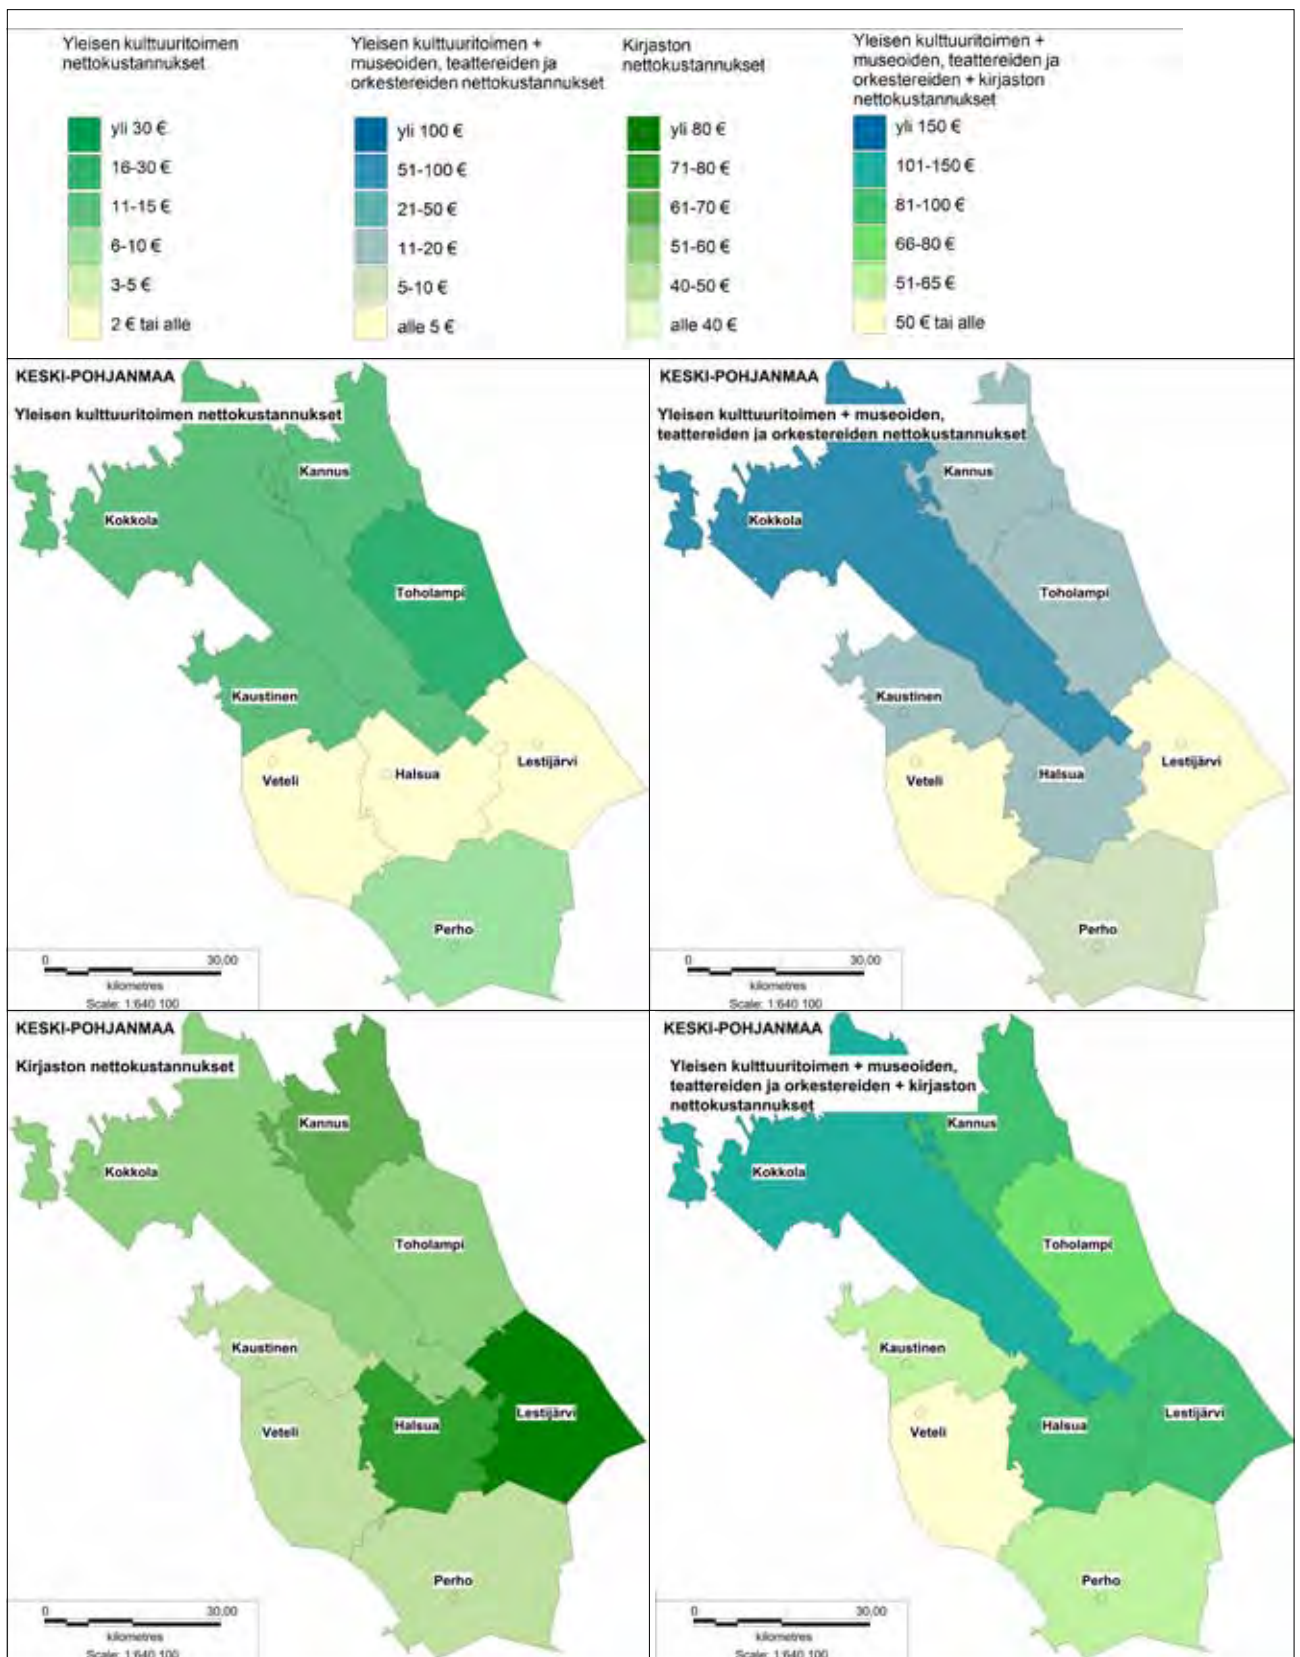 Yleisen kulttuuritoimen
nettokustannukset
yli 30 €
16-30 €
11-15 €
6-10 €
3-5 €
2 € tai alle
Yleisen kulttuuritoimen +
museoiden, teattereiden ja
orkestereiden nettokustannukset
yli 100 €
51-100 €
21-50 €
11-20 €
5-10 €
alle 5 €
Kirjaston
nettokustannukset
yli 80 €
71-80 €
61-70 €
51-60 €
40-50 €
alle 40 €
Yleisen kulttuuritoimen +
museoiden, teattereiden ja
orkestereiden + kirjaston
nettokustannukset
yli 150 €
101-150 €
81-100 €
66-80 €
51-65 €
50 € tai alle
KESKI-POHJANMAA
Yleisen kulttuuritoimen nettokustannukset
Kannus
Kokkola
Toholampi
Kaustinen
Veteli
Halsua
Lestijärvi
Perho
0 30,00
kilometres
Scale: 1:640 100
KESKI-POHJANMAA
Yleisen kulttuuritoimen + museoiden,
teattereiden ja orkestereiden nettokustannukset
Kannus
Kokkola
Toholampi
Kaustinen
Veteli
Halsua
Lestijärvi
Perho
0 30,00
kilometres
Scale: 1:640 100
KESKI-POHJANMAA
Kirjaston nettokustannukset
Kannus
Kokkola
Toholampi
Kaustinen
Veteli
Halsua
Lestijärvi
Perho
0 30,00
kilometres
Scale: 1:640 100
KESKI-POHJANMAA
Yleisen kulttuuritoimen + museoiden,
teattereiden ja orkestereiden + kirjaston
nettokustannukset
Kannus
Kokkola
Toholampi
Kaustinen
Veteli
Halsua
Lestijärvi
Perho
0 30,00
kilometres
Scale: 1:640 100